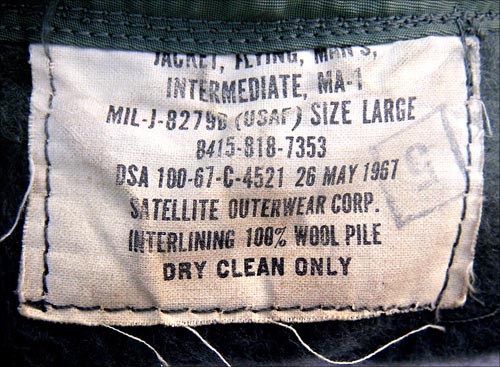 JACKET, FLYING, MAN'S,
INTERMEDIATE, MA-1
MIL-J-8279D (USAF) SIZE LARGE
8415-818-7353
DSA 100-67-C-4521 26 MAY 1967
SATELLITE OUTERWEAR CORP.
INTERLINING 100% WOOL PILE
DRY CLEAN ONLY